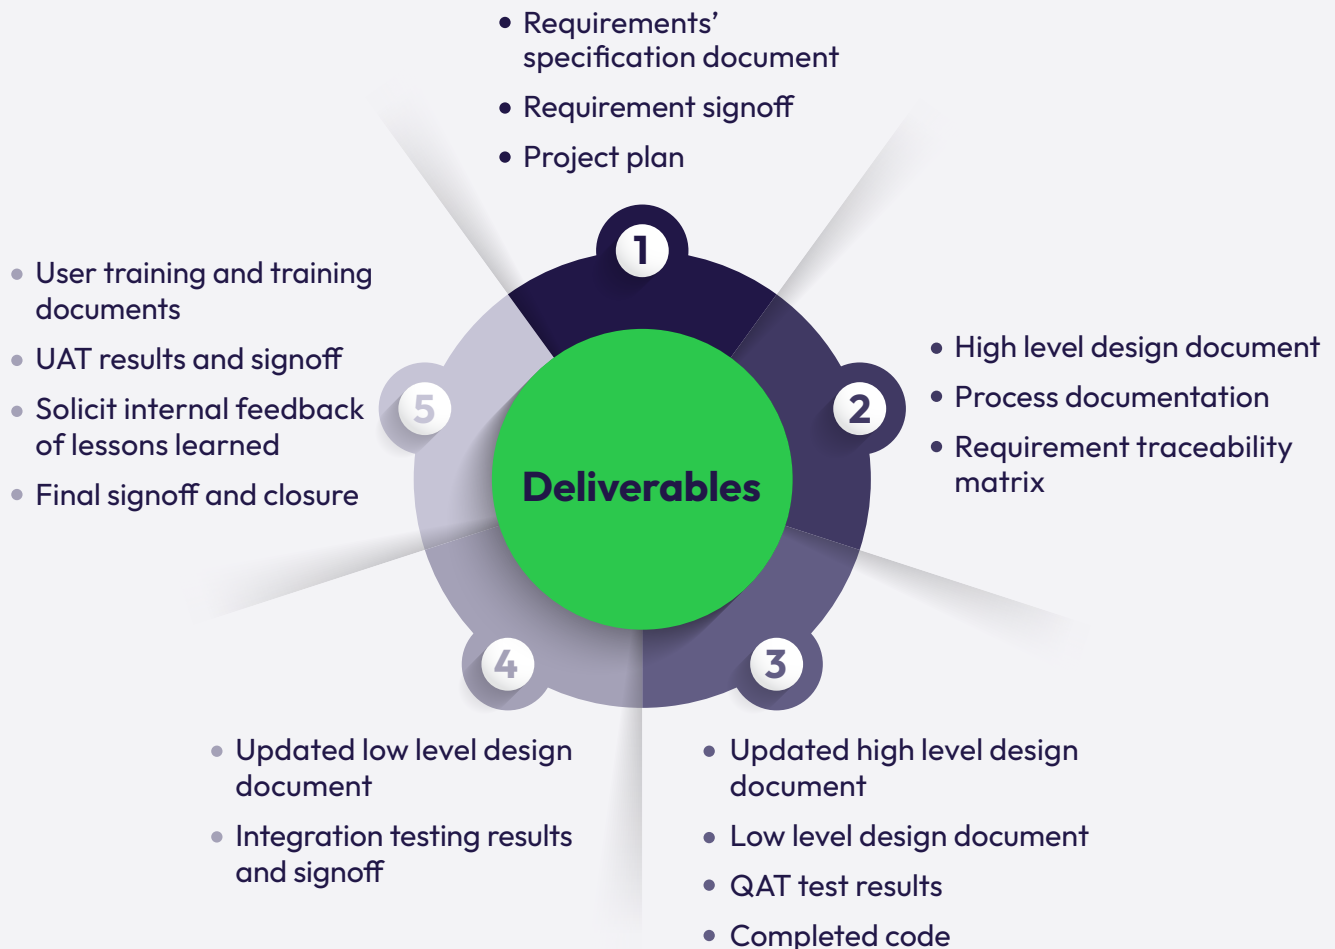 Requirements’
specification document
Requirement signoff
Project plan
1
High level design document
Process documentation
Requirement traceability
matrix
2
Updated high level design
document
Low level design document
QAT test results
Completed code
3
Updated low level design
document
Integration testing results
and signoff
4
User training and training
documents
UAT results and signoff
Solicit internal feedback
of lessons learned
Final signoff and closure
5
Deliverables